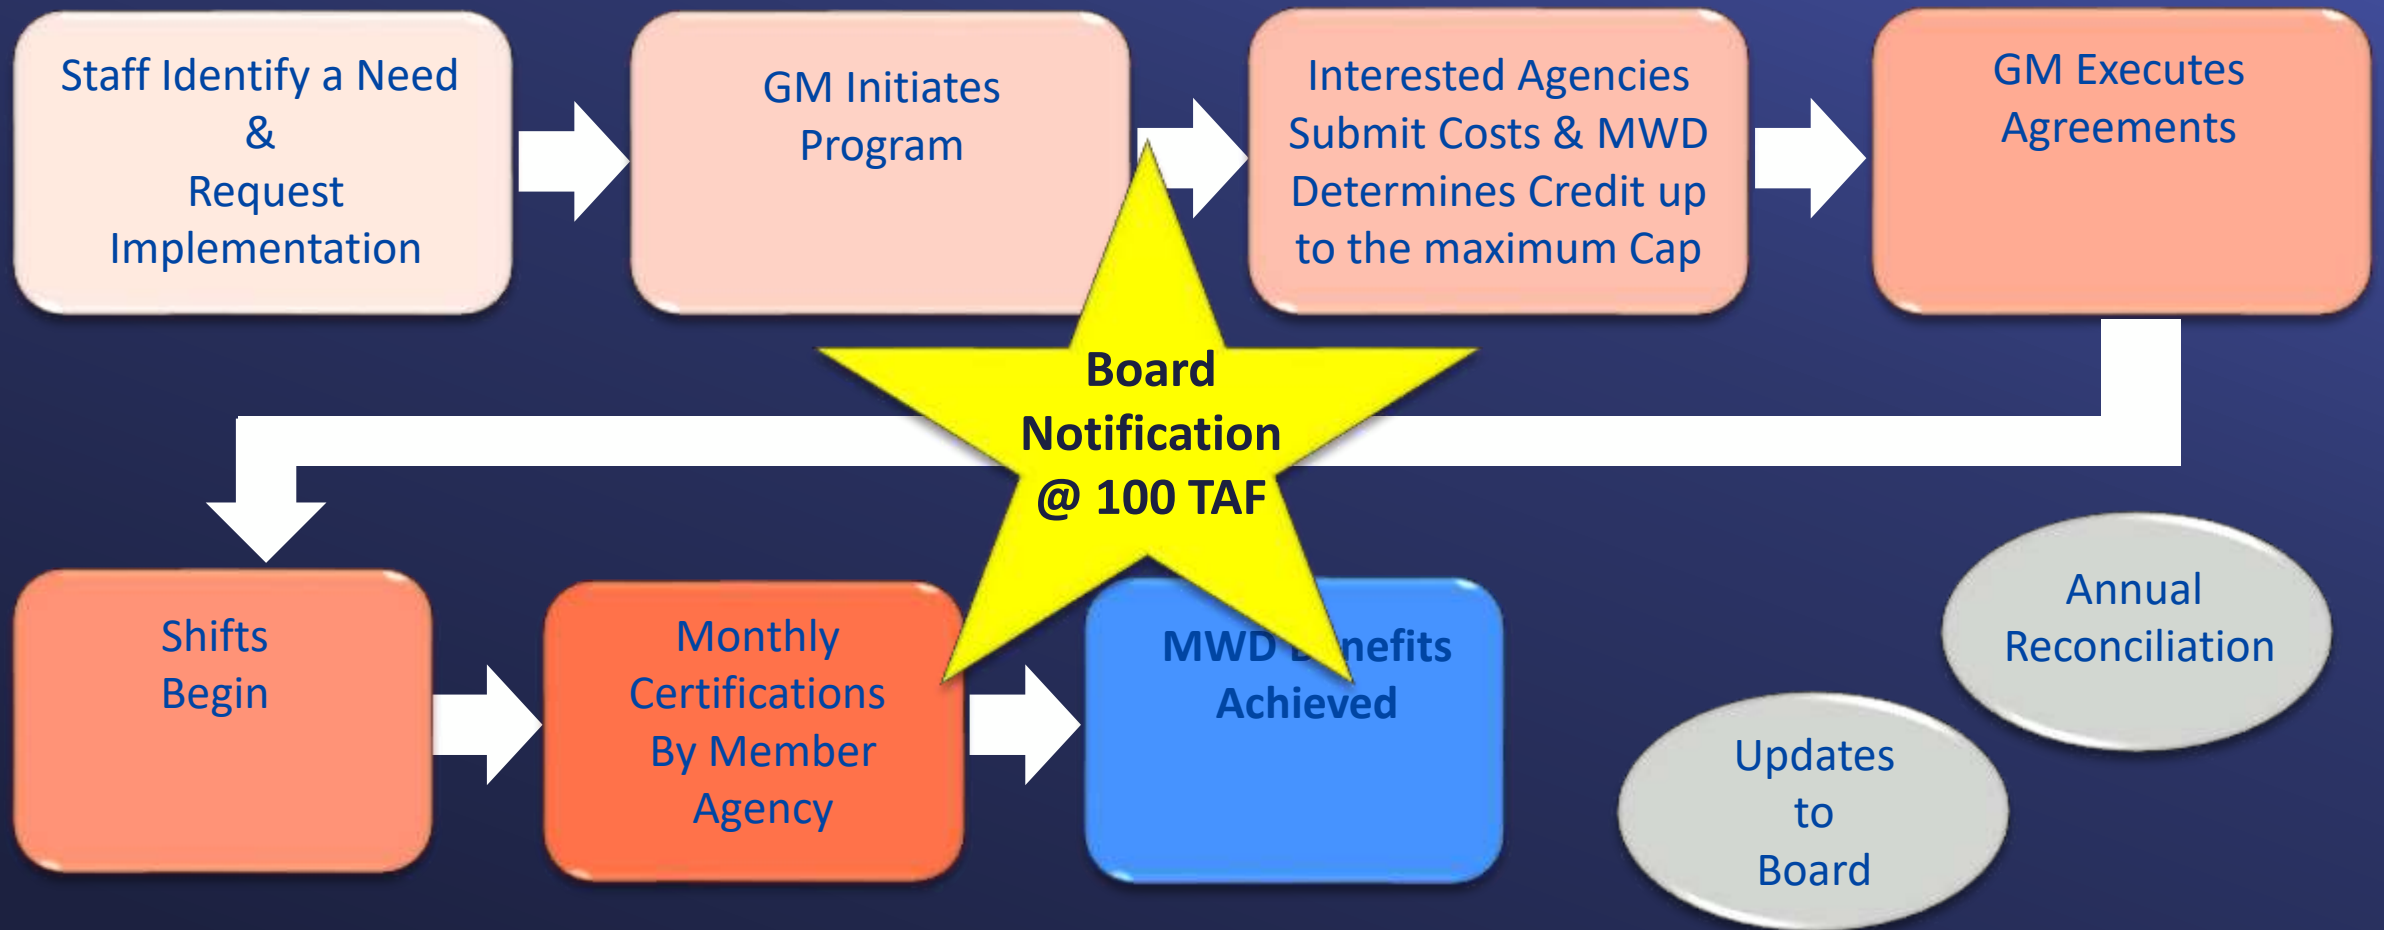 Staff Identify a Need
&
Request
Implementation
GM Initiates
Program
Interested Agencies
Submit Costs & MWD
Determines Credit up
to the maximum Cap
GM Executes
Agreements
Board
Notification
@ 100 TAF
Shifts
Begin
Monthly
Certifications
By Member
Agency
MWD Benefits
Achieved
Updates
to
Board
Annual
Reconciliation